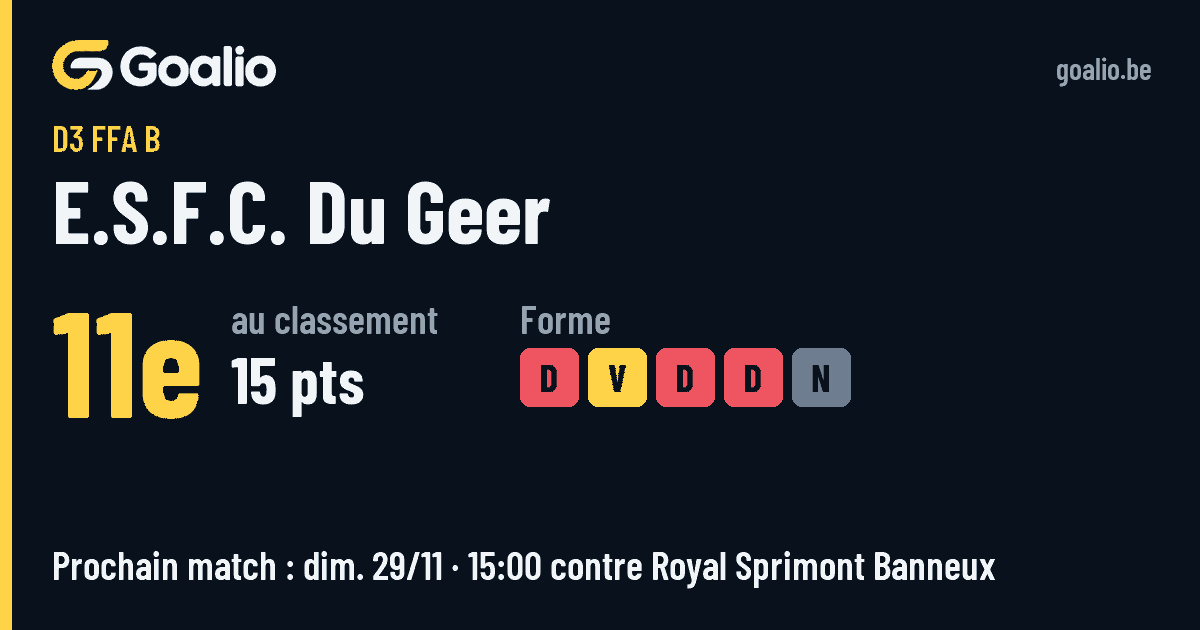 Goalio
goalio.be
D3 FFA B
E.S.F.C. Du Geer
11e
au classement
15 pts
Forme
D V D D N
Prochain match : dim. 29/11 · 15:00 contre Royal Sprimont Banneux